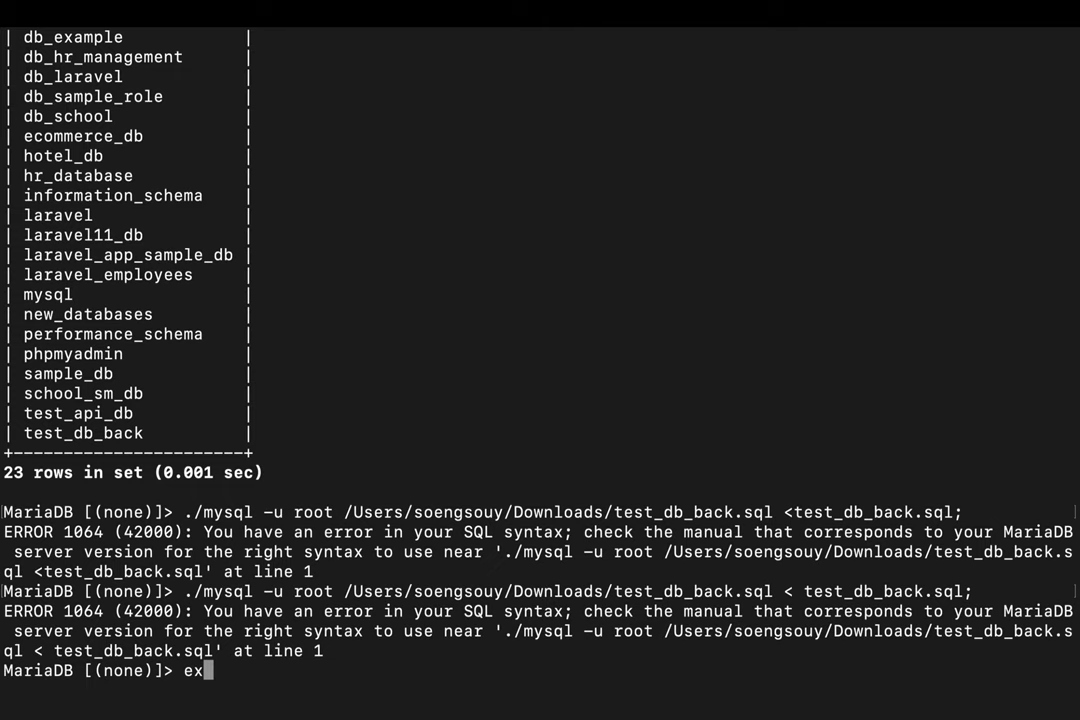 | db_example |
| db_hr_management |
| db_laravel |
| db_sample_role |
| db_school |
| ecommerce_db |
| hotel_db |
| hr_database |
| information_schema |
| laravel |
| laravel11_db |
| laravel_app_sample_db |
| laravel_employees |
| mysql |
| new_databases |
| performance_schema |
| phpmyadmin |
| sample_db |
| school_sm_db |
| test_api_db |
| test_db_back |
+-----------------------+
23 rows in set (0.001 sec)
MariaDB [(none)]> ./mysql -u root /Users/soengsouy/Downloads/test_db_back.sql <test_db_back.sql;
ERROR 1064 (42000): You have an error in your SQL syntax; check the manual that corresponds to your MariaDB
server version for the right syntax to use near './mysql -u root /Users/soengsouy/Downloads/test_db_back.s
ql <test_db_back.sql' at line 1
MariaDB [(none)]> ./mysql -u root /Users/soengsouy/Downloads/test_db_back.sql < test_db_back.sql;
ERROR 1064 (42000): You have an error in your SQL syntax; check the manual that corresponds to your MariaDB
server version for the right syntax to use near './mysql -u root /Users/soengsouy/Downloads/test_db_back.s
ql < test_db_back.sql' at line 1
MariaDB [(none)]> ex